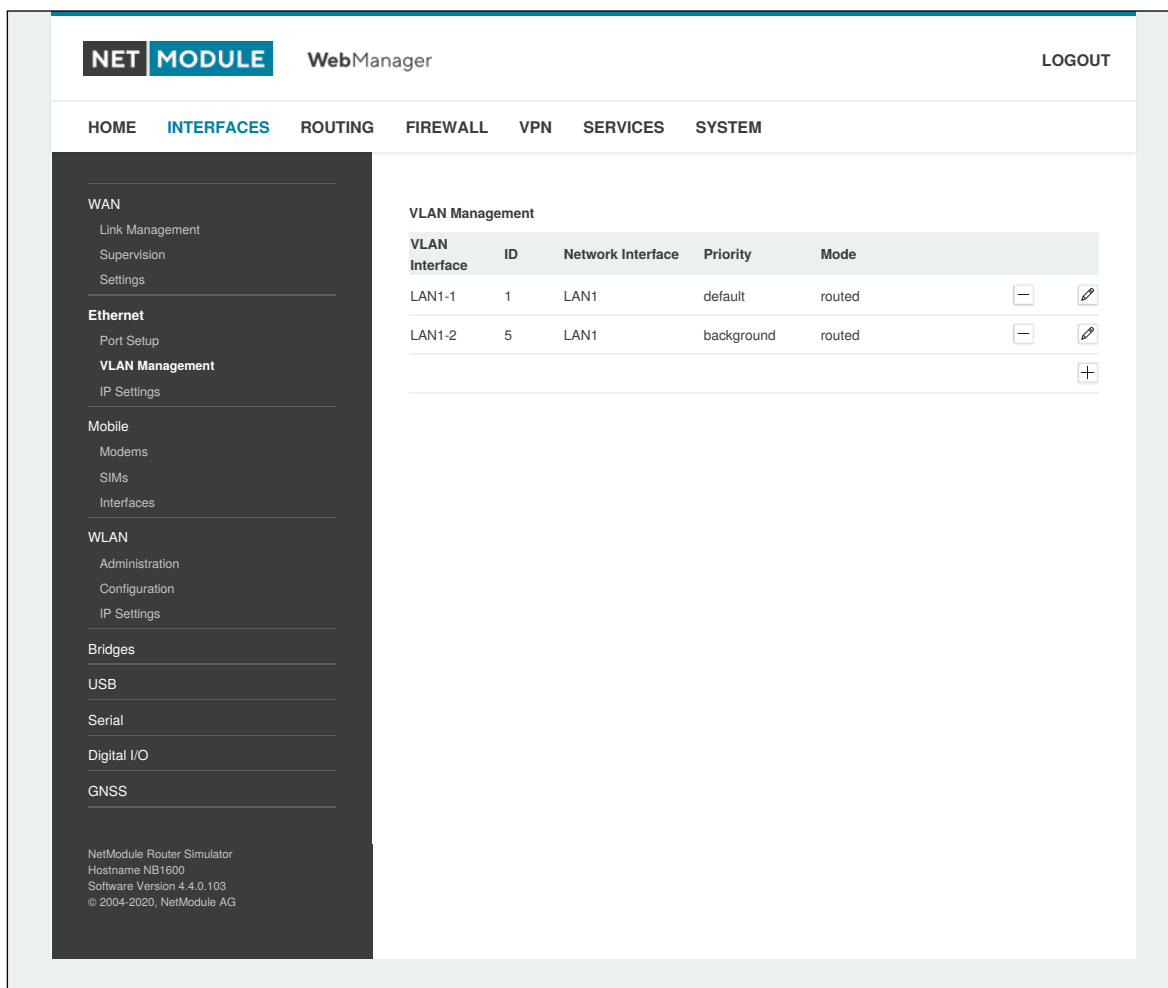 NET MODULE WebManager LOGOUT
HOME INTERFACES ROUTING FIREWALL VPN SERVICES SYSTEM
WAN
Link Management
Supervision
Settings
Ethernet
Port Setup
VLAN Management
IP Settings
Mobile
Modems
SIMs
Interfaces
WLAN
Administration
Configuration
IP Settings
Bridges
USB
Serial
Digital I/O
GNSS
NetModule Router Simulator
Hostname NB1600
Software Version 4.4.0.103
© 2004-2020, NetModule AG
VLAN Management
VLAN Interface ID Network Interface Priority Mode
LAN1-1 1 LAN1 default routed
LAN1-2 5 LAN1 background routed